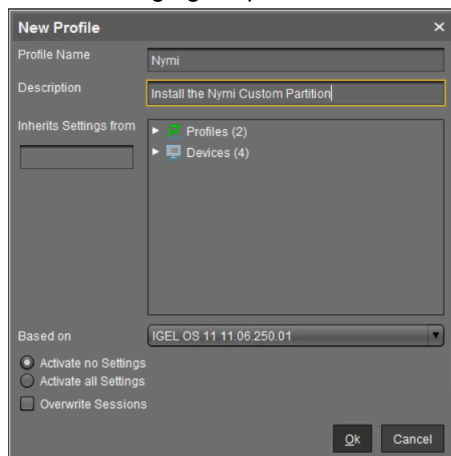 New Profile
Profile Name
Nymi
Description
Install the Nymi Custom Partition
Inherits Settings from
Profiles (2)
Devices (4)
Based on
IGEL OS 11 11.06.250.01
Activate no Settings
Activate all Settings
Overwrite Sessions
Ok
Cancel